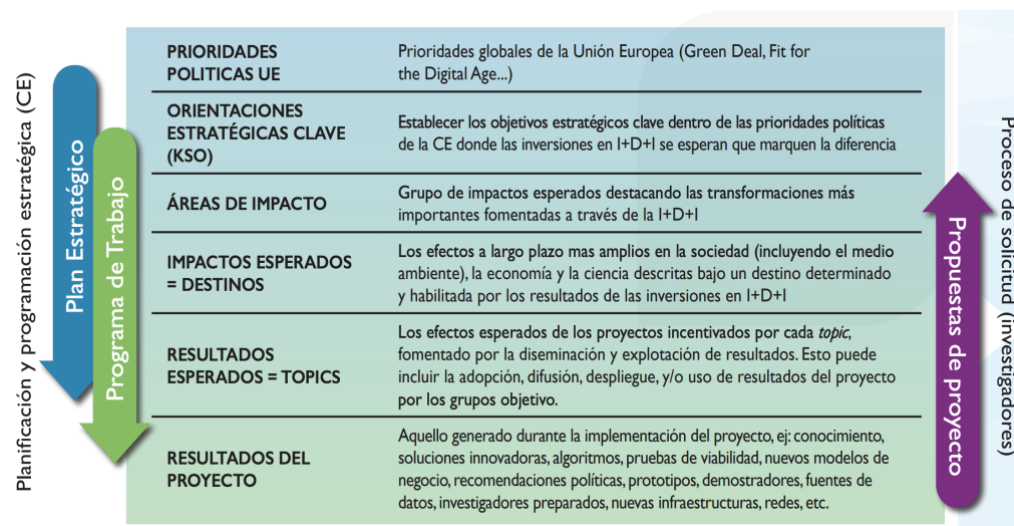 Planificación y programación estratégica (CE)
Plan Estratégico
Programa de Trabajo
PRIORIDADES
POLITICAS UE
Prioridades globales de la Unión Europea (Green Deal, Fit for
the Digital Age...)
ORIENTACIONES
ESTRATÉGICAS CLAVE
(KSO)
Establecer los objetivos estratégicos clave dentro de las prioridades políticas
de la CE donde las inversiones en I+D+I se esperan que marquen la diferencia
ÁREAS DE IMPACTO
Grupo de impactos esperados destacando las transformaciones más
importantes fomentadas a través de la I+D+I
IMPACTOS ESPERADOS
= DESTINOS
Los efectos a largo plazo mas amplios en la sociedad (incluyendo el medio
ambiente), la economía y la ciencia descritas bajo un destino determinado
y habilitada por los resultados de las inversiones en I+D+I
RESULTADOS
ESPERADOS = TOPICS
Los efectos esperados de los proyectos incentivados por cada topic,
fomentado por la diseminación y explotación de resultados. Esto puede
incluir la adopción, difusión, despliegue, y/o uso de resultados del proyecto
por los grupos objetivo.
RESULTADOS DEL
PROYECTO
Aquello generado durante la implementación del proyecto, ej: conocimiento,
soluciones innovadoras, algoritmos, pruebas de viabilidad, nuevos modelos de
negocio, recomendaciones políticas, prototipos, demostradores, fuentes de
datos, investigadores preparados, nuevas infraestructuras, redes, etc.
Propuestas de proyecto
Proceso de solicitud (investigadores)